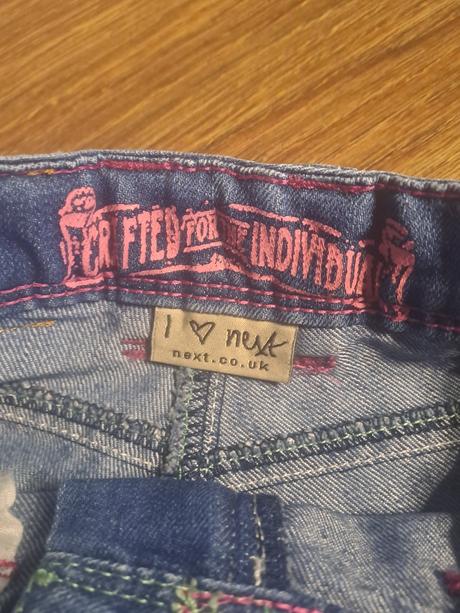 CRAFTED FOR THE INDIVIDUAL
I ♡ next
next.co.uk